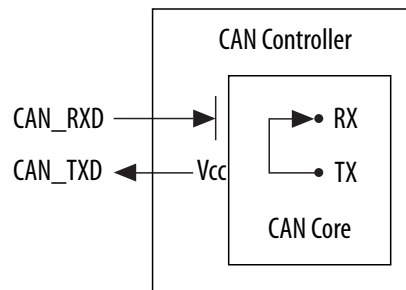 CAN Controller
CAN_RXD
RX
CAN_TXD
Vcc
TX
CAN Core